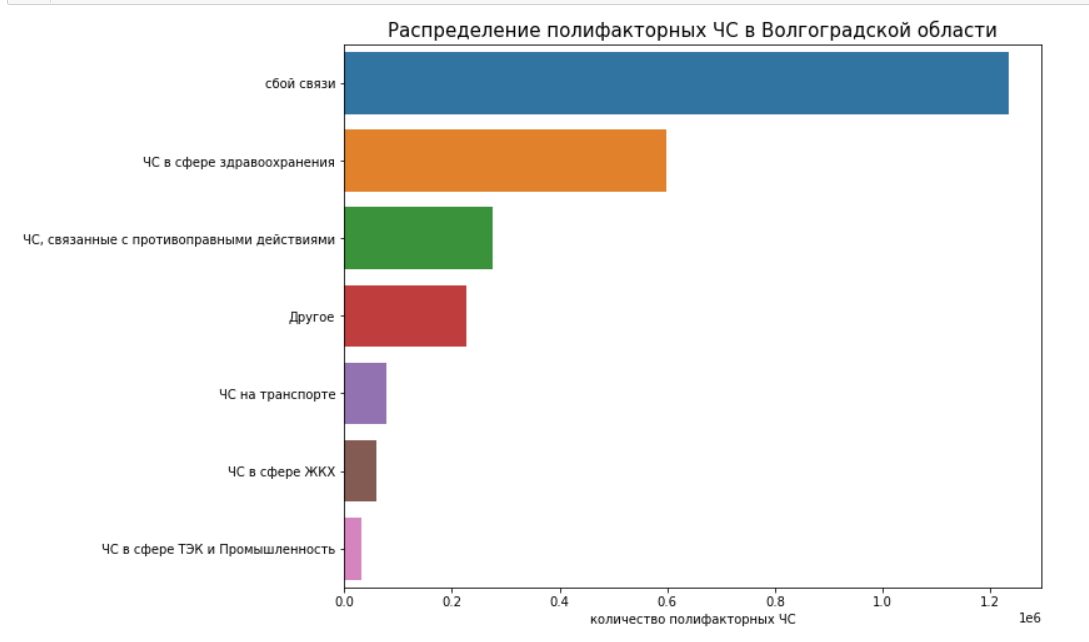 Распределение полифакторных ЧС в Волгоградской области
сбой связи
ЧС в сфере здравоохранения
ЧС, связанные с противоправными действиями
Другое
ЧС на транспорте
ЧС в сфере ЖКХ
ЧС в сфере ТЭК и Промышленность
0.0 0.2 0.4 0.6 0.8 1.0 1.2
1e6
количество полифакторных ЧС